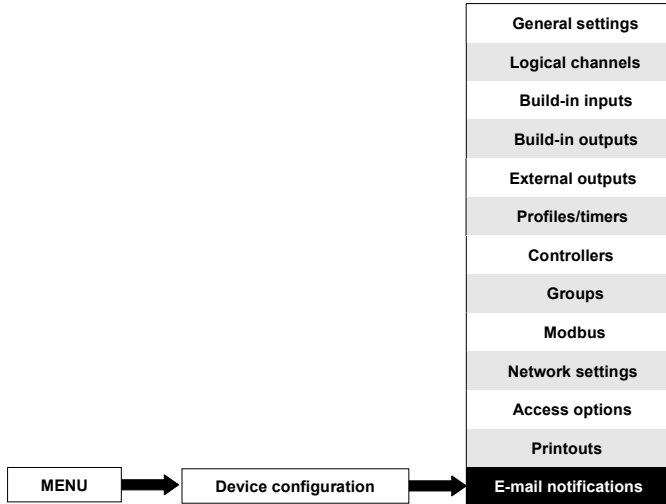 General settings
Logical channels
Build-in inputs
Build-in outputs
External outputs
Profiles/timers
Controllers
Groups
Modbus
Network settings
Access options
Printouts
MENU Device configuration E-mail notifications